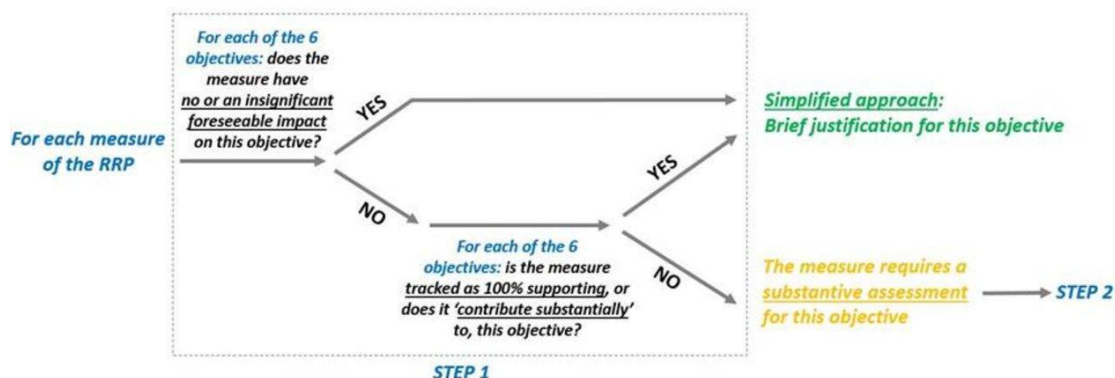 For each measure
of the RRP
For each of the 6
objectives: does the
measure have
no or an insignificant
foreseeable impact
on this objective?
YES
NO
For each of the 6
objectives: is the measure
tracked as 100% supporting, or
does it ‘contribute substantially’
to, this objective?
YES
NO
Simplified approach:
Brief justification for this objective
The measure requires a
substantive assessment
for this objective
STEP 2
STEP 1